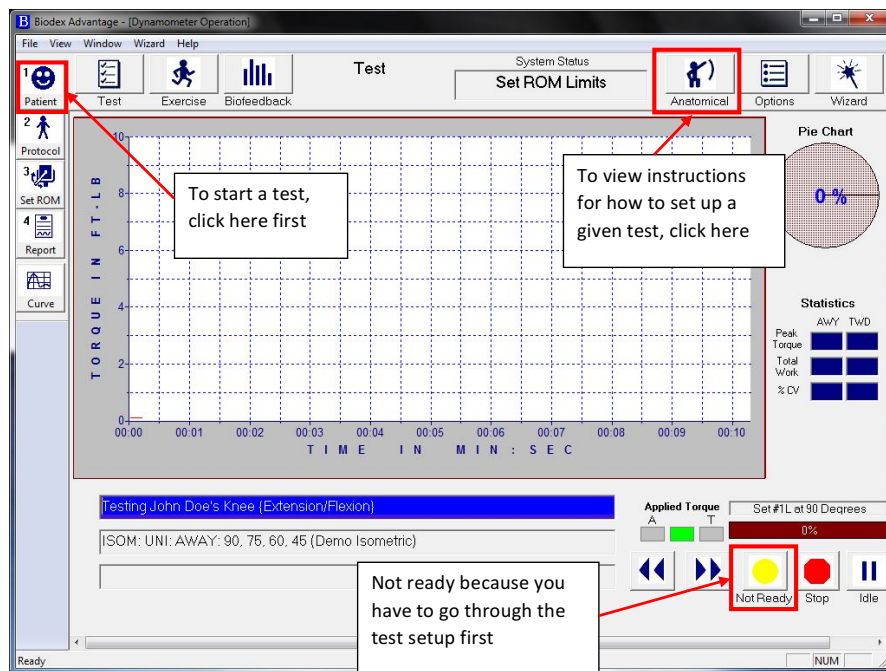 B Biodex Advantage - [Dynamometer Operation]
File View Window Wizard Help
1
Patient
Test
Exercise
Biofeedback
Test
System Status
Set ROM Limits
Anatomical
Options
Wizard
2
Protocol
3
Set ROM
4
Report
Curve
To start a test,
click here first
To view instructions
for how to set up a
given test, click here
TORQUE IN FT-LB
10
8
6
4
2
0
00:00 00:01 00:02 00:03 00:04 00:05 00:06 00:07 00:08 00:09 00:10
TIME IN MIN:SEC
Pie Chart
0 %
Statistics
AWY TWD
Peak
Torque
Total
Work
% CV
Testing John Doe's Knee (Extension/Flexion)
ISOM: UNI: AWAY: 90, 75, 60, 45 (Demo Isometric)
Applied Torque
A T
Set #1 L at 90 Degrees
0%
Not Ready
Stop
Idle
Not ready because you
have to go through the
test setup first
Ready
NUM